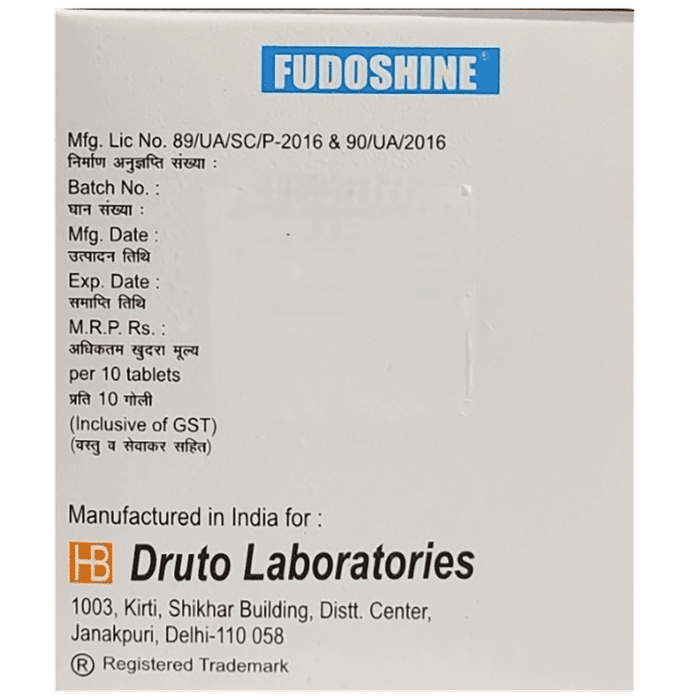 FUDOSHINE®
Mfg. Lic No. 89/UA/SC/P-2016 & 90/UA/2016
निर्माण अनुज्ञप्ति संख्या :
Batch No. :
घान संख्या :
Mfg. Date :
उत्पादन तिथि
Exp. Date :
समाप्ति तिथि
M.R.P. Rs. :
अधिकतम खुदरा मूल्य
per 10 tablets
प्रति 10 गोली
(Inclusive of GST)
(वस्तु व सेवाकर सहित)
Manufactured in India for :
HB Druto Laboratories
1003, Kirti, Shikhar Building, Distt. Center,
Janakpuri, Delhi-110 058
® Registered Trademark